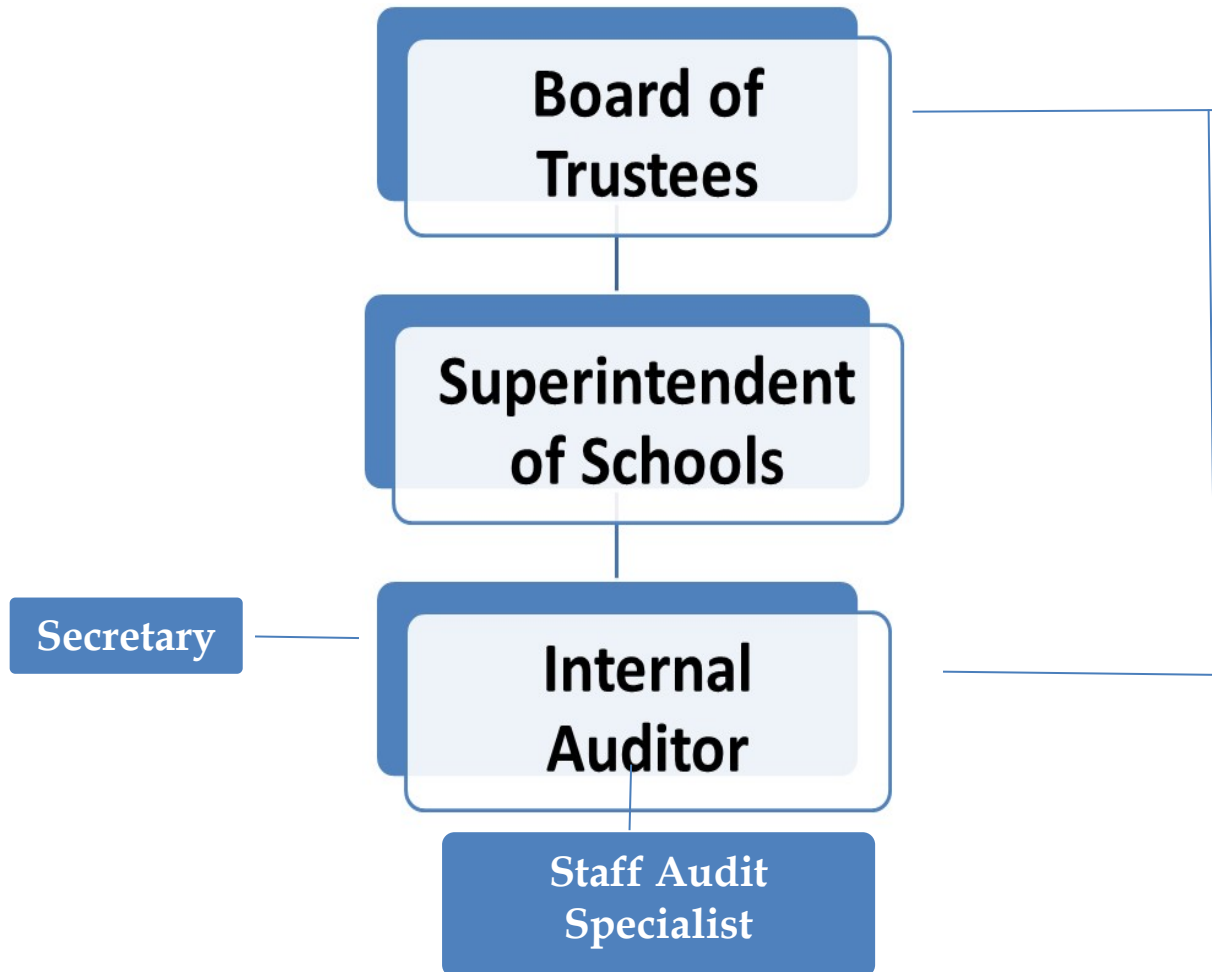 Board of
Trustees
Superintendent
of Schools
Secretary
Internal
Auditor
Staff Audit
Specialist